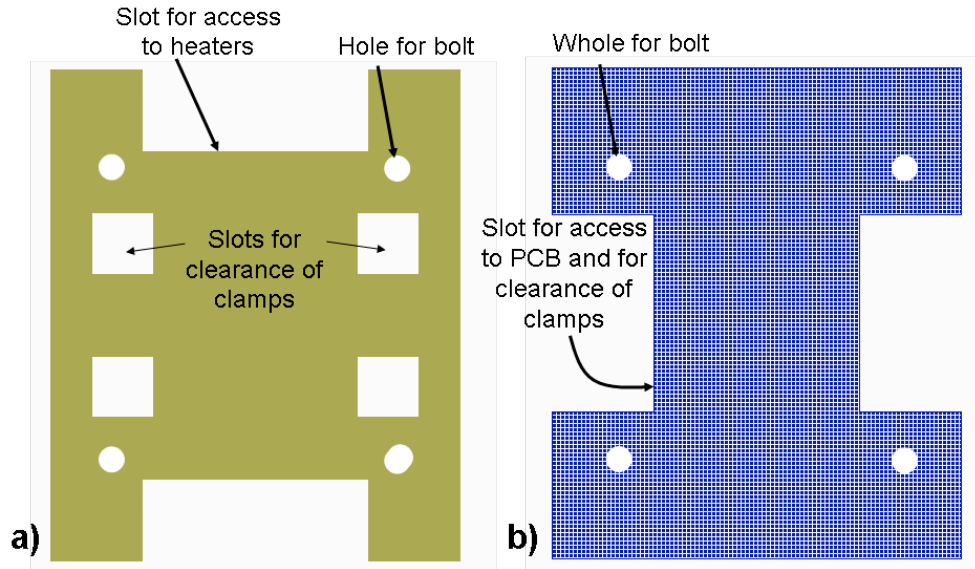 Slot for access
to heaters
Hole for bolt
Slots for
clearance of
clamps
a)
Whole for bolt
Slot for access
to PCB and for
clearance of
clamps
b)